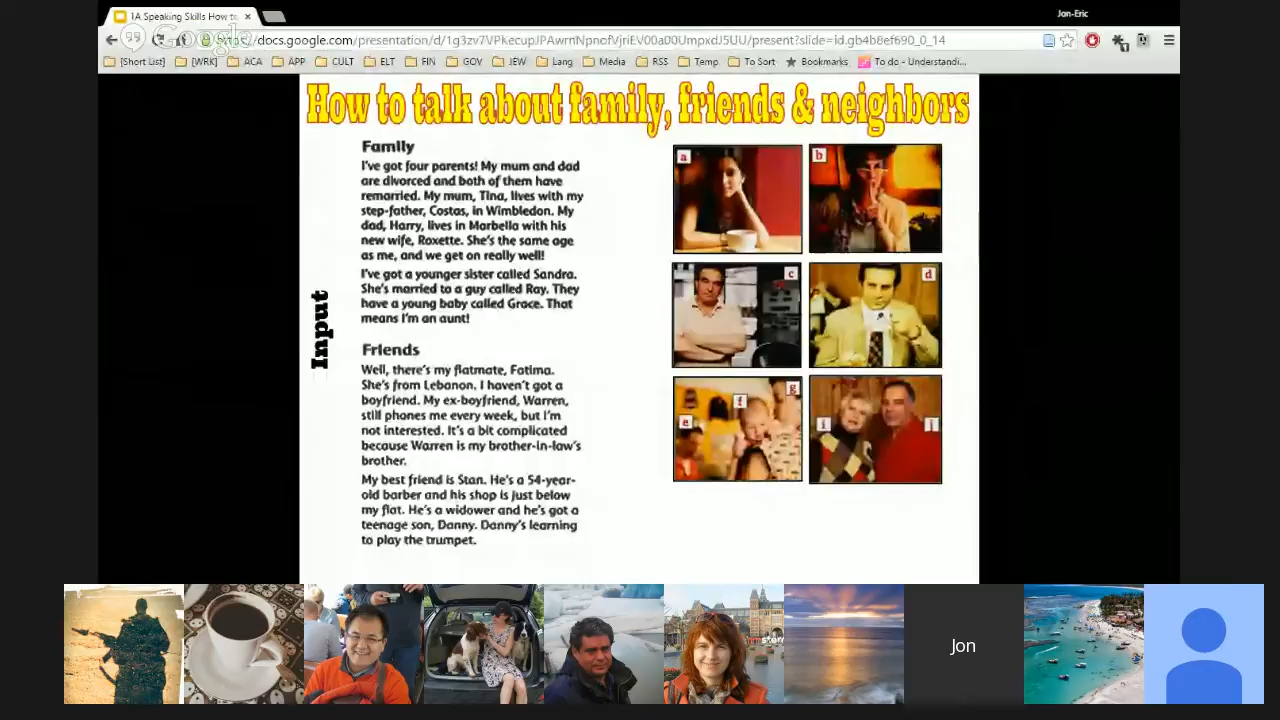 1A Speaking Skills How to
Jon-Eric
Google
https://docs.google.com/presentation/d/
[Short List] [WRK] ACA APP CULT ELT FIN GOV JEW Lang Media RSS Temp To Sort Bookmarks To do - Understandi...
How to talk about family, friends & neighbors
Input
Family
I've got four parents! My mum and dad
are divorced and both of them have
remarried. My mum, Tina, lives with my
step-father, Costas, in Wimbledon. My
dad, Harry, lives in Marbella with his
new wife, Roxette. She's the same age
as me, and we get on really well!
I've got a younger sister called Sandra.
She's married to a guy called Ray. They
have a young baby called Grace. That
means I'm an aunt!
Friends
Well, there's my flatmate, Fatima.
She's from Lebanon. I haven't got a
boyfriend. My ex-boyfriend, Warren,
still phones me every week, but I'm
not interested. It's a bit complicated
because Warren is my brother-in-law's
brother.
My best friend is Stan. He's a 54-year-
old barber and his shop is just below
my flat. He's a widower and he's got a
teenage son, Danny. Danny's learning
to play the trumpet.
a
b
c
d
e
f
g
i
j
Jon